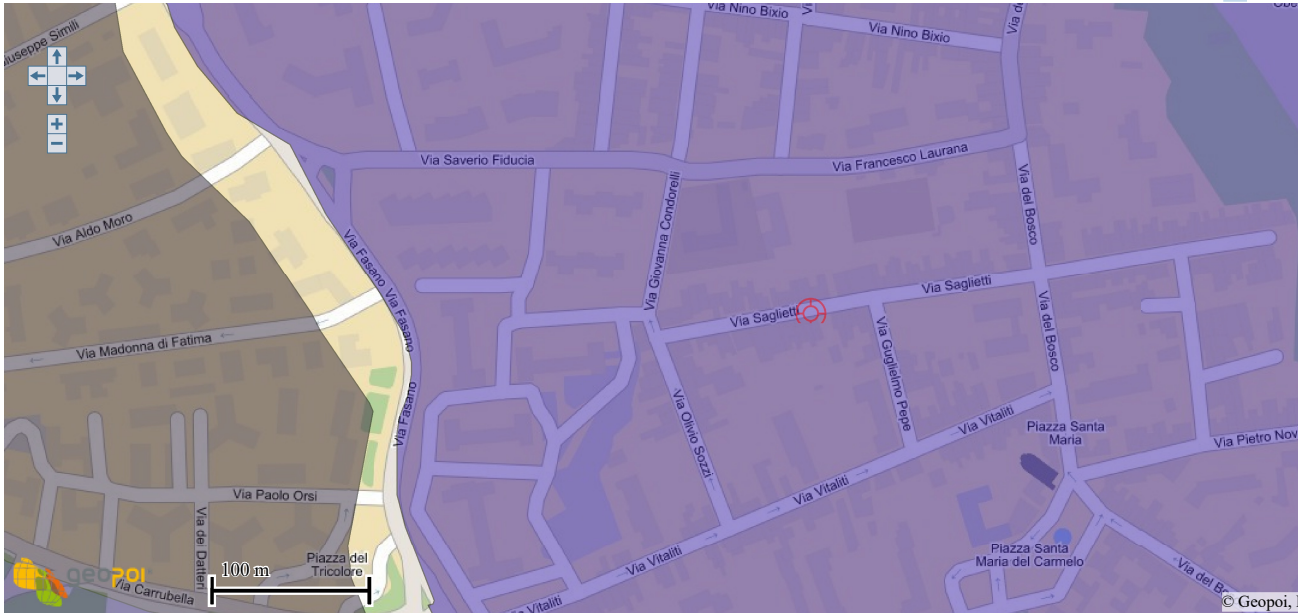 Via Nino Bixio
Via Nino Bixio
Giuseppe Simili
Via Saverio Fiducia
Via Francesco Laurana
Via Aldo Moro
Via Giovanna Condorelli
Via del Bosco
Via Fasano
Via Fasano
Via Saglietti
Via Saglietti
Via Madonna di Fatima
Via del Bosco
Via Guglielmo Pepe
Via Fasano
Via Olivio Sozzi
Via Vitaliti
Piazza Santa
Maria
Via Pietro Nov
Via Paolo Orsi
Via Vitaliti
Via dei Datteri
Piazza del
Tricolore
Via Vitaliti
Piazza Santa
Maria del Carmelo
100 m
geopoi
Via Carrubella
Via Vitaliti
Via del Bo
© Geopoi,